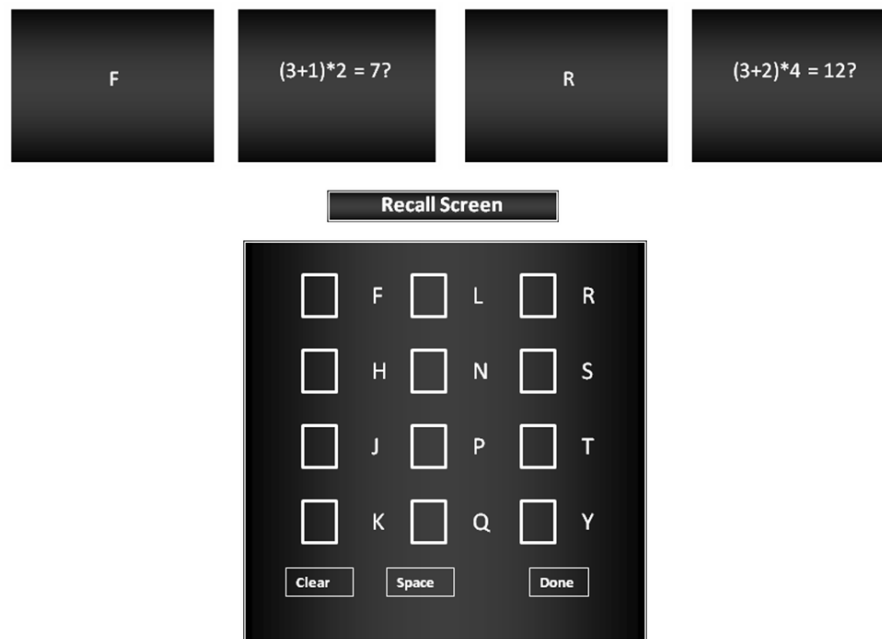 F
(3+1)*2 = 7?
R
(3+2)*4 = 12?
Recall Screen
F L R
H N S
J P T
K Q Y
Clear Space Done